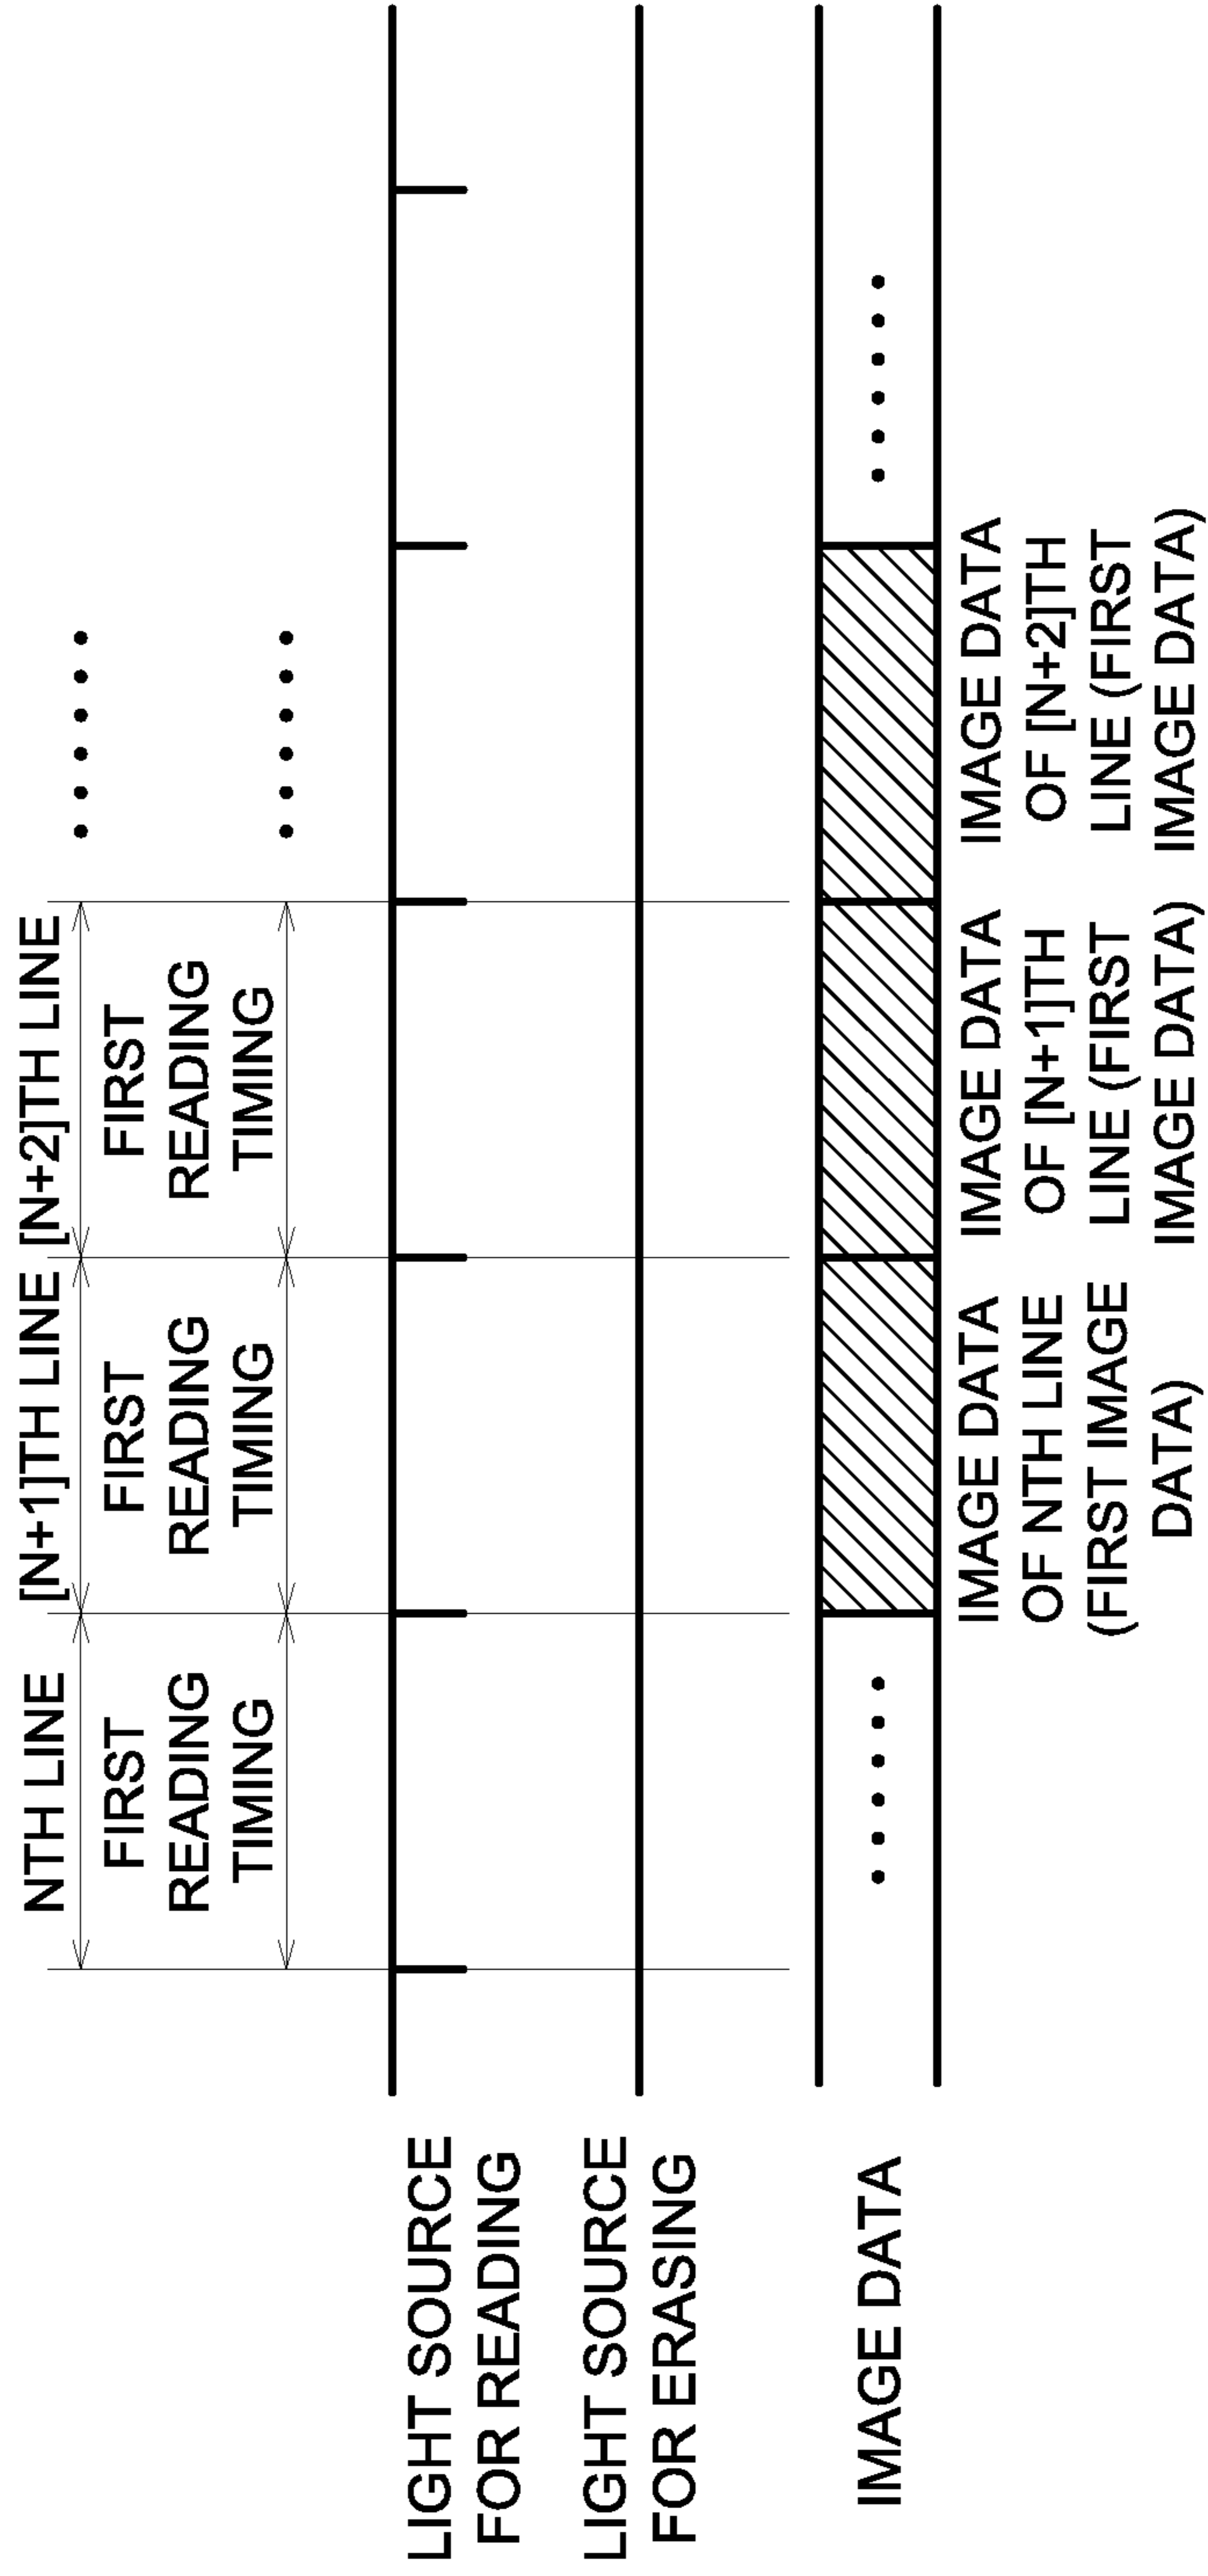 NTH LINE
[N+1]TH LINE
[N+2]TH LINE
FIRST
READING
TIMING
FIRST
READING
TIMING
FIRST
READING
TIMING
LIGHT SOURCE
FOR READING
LIGHT SOURCE
FOR ERASING
IMAGE DATA
IMAGE DATA
OF NTH LINE
(FIRST IMAGE
DATA)
IMAGE DATA
OF [N+1]TH
LINE (FIRST
IMAGE DATA)
IMAGE DATA
OF [N+2]TH
LINE (FIRST
IMAGE DATA)